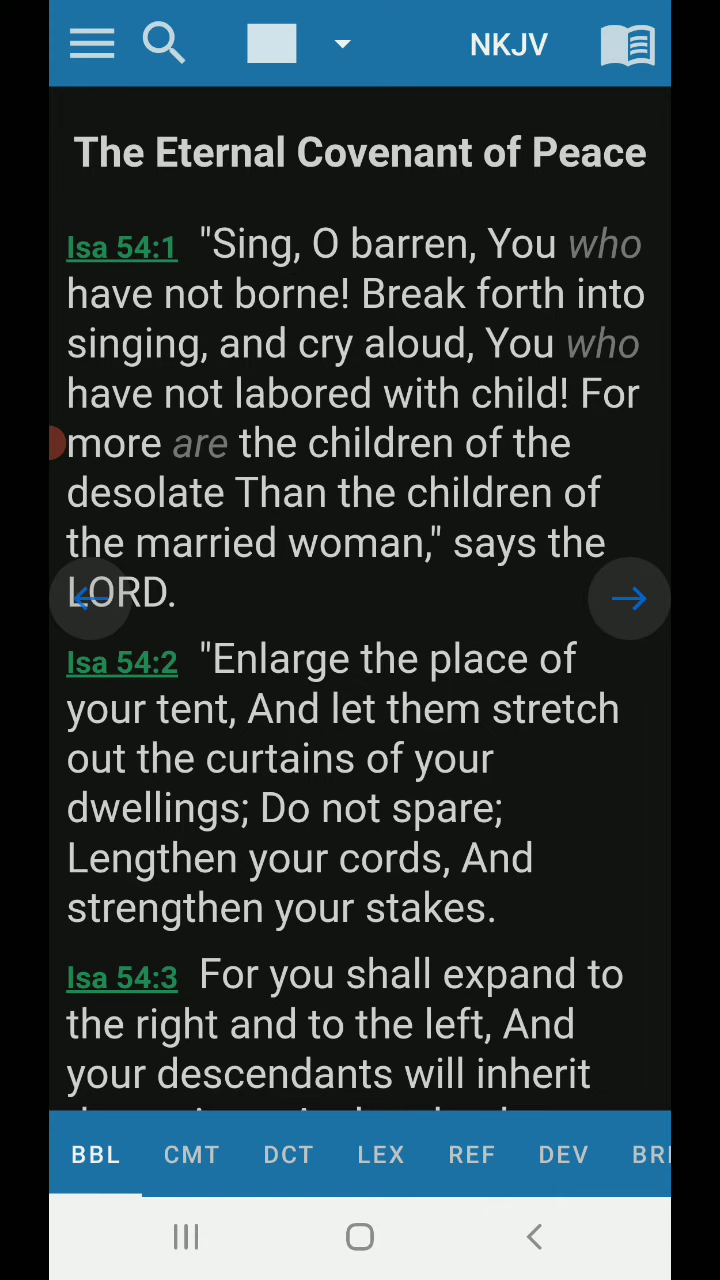 NKJV
The Eternal Covenant of Peace
Isa 54:1 "Sing, O barren, You who
have not borne! Break forth into
singing, and cry aloud, You who
have not labored with child! For
more are the children of the
desolate Than the children of
the married woman," says the
LORD.
Isa 54:2 "Enlarge the place of
your tent, And let them stretch
out the curtains of your
dwellings; Do not spare;
Lengthen your cords, And
strengthen your stakes.
Isa 54:3 For you shall expand to
the right and to the left, And
your descendants will inherit
BBL CMT DCT LEX REF DEV